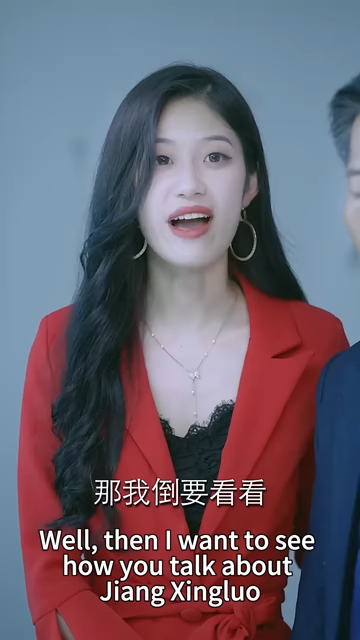 那我倒要看看
Well, then I want to see
how you talk about
Jiang Xingluo